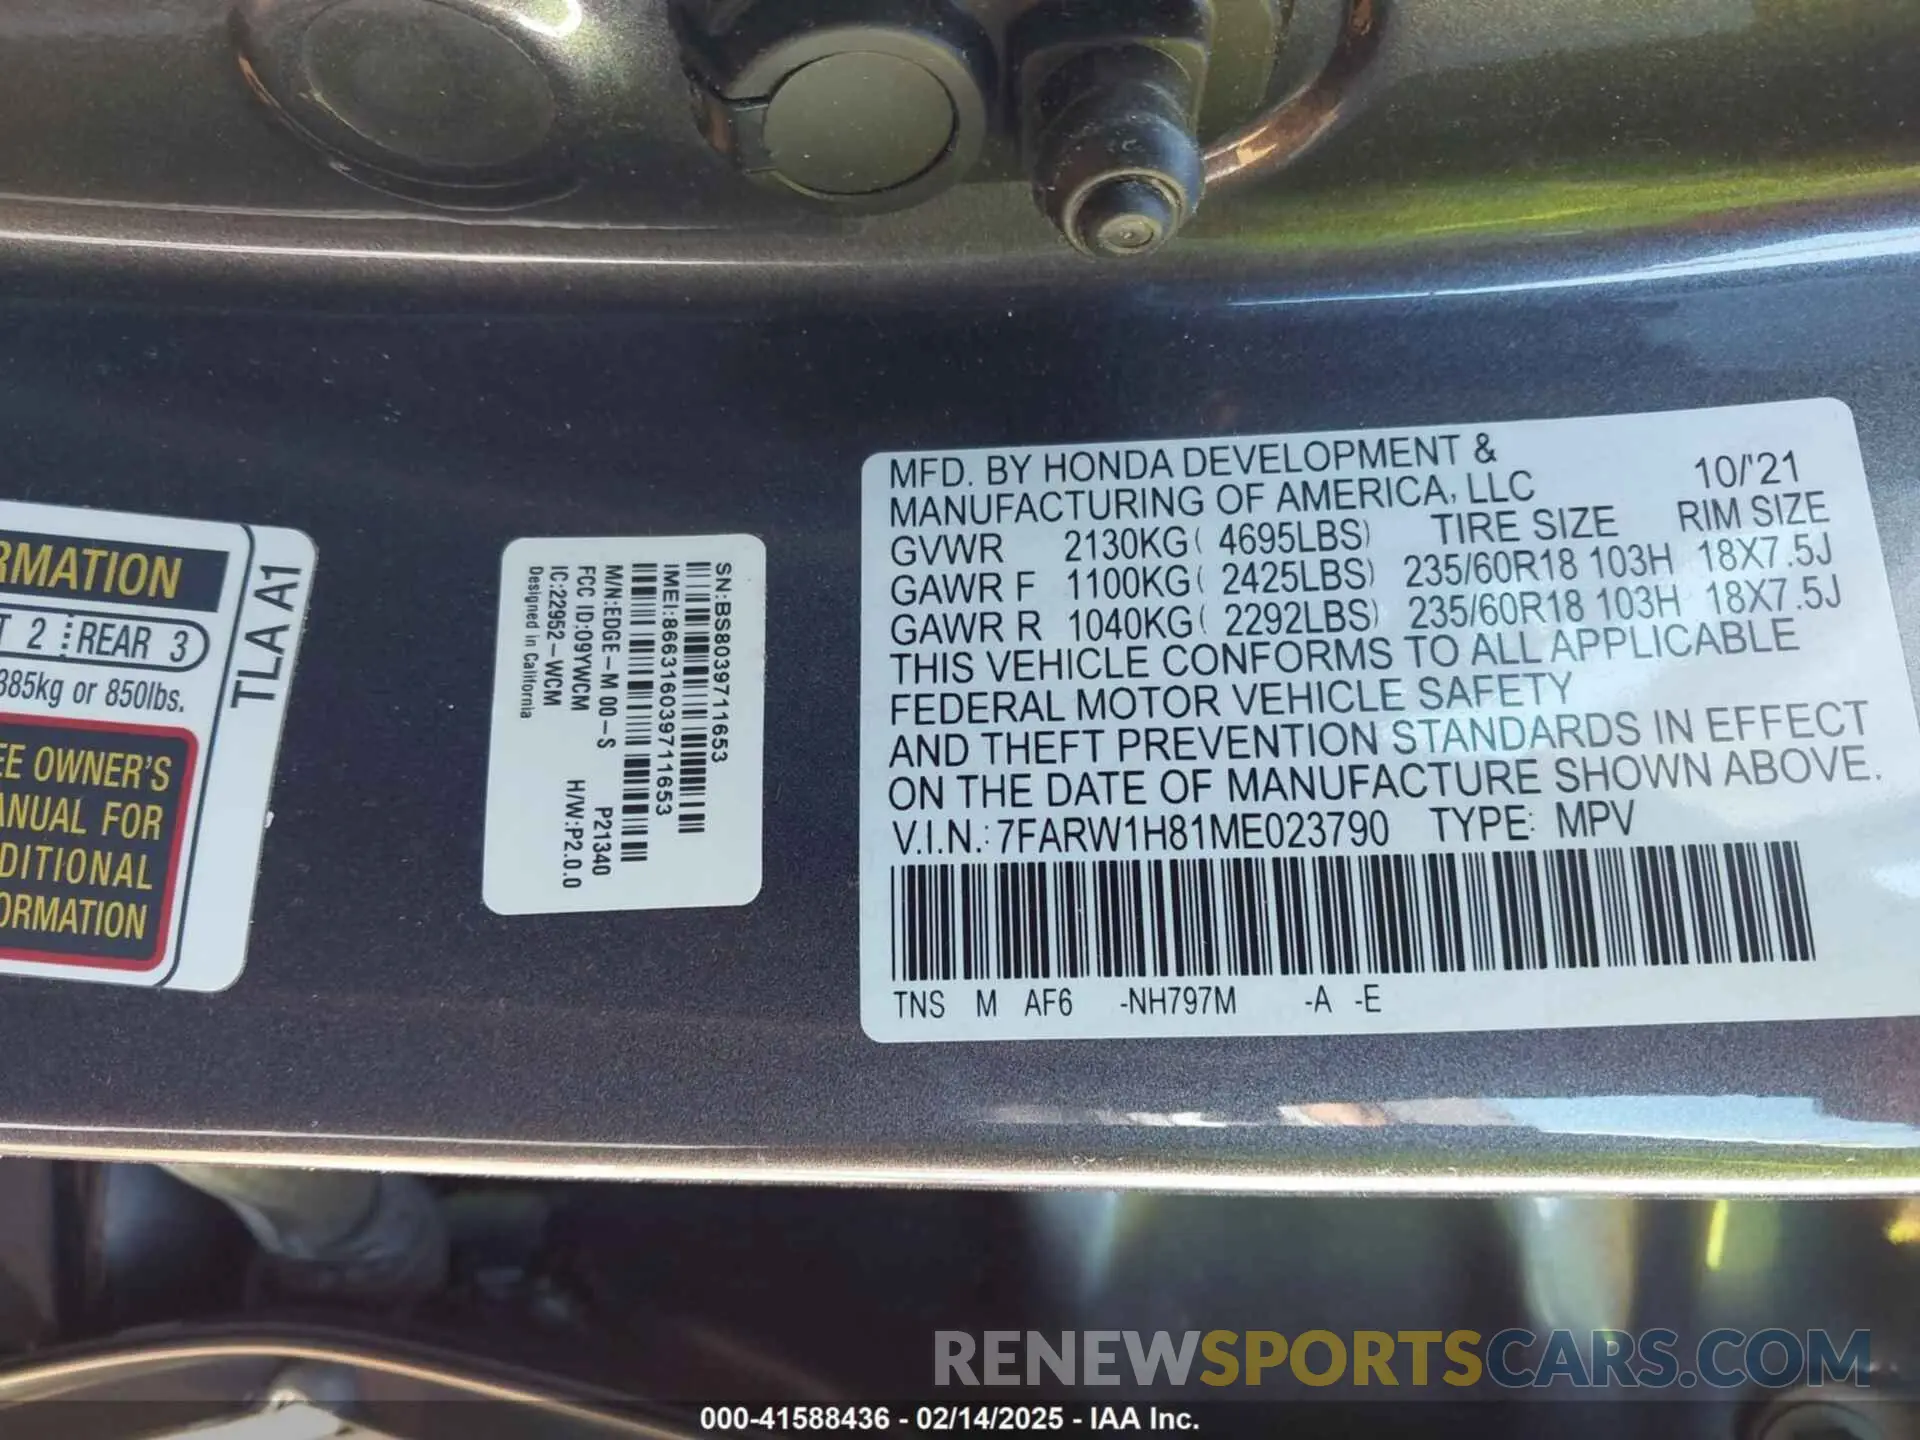 RMATION
T 2 REAR 3
385kg or 850lbs.
EE OWNER'S
ANUAL FOR
DITIONAL
ORMATION
TLA A1
SN:BS8039711653
IMEI:866316039711653
M/N:EDGE-M 00-S P21340
FCC ID:O9YWCM H/W:P2.0.0
IC:22952-WCM
Designed in California
MFD. BY HONDA DEVELOPMENT &
MANUFACTURING OF AMERICA, LLC 10/'21
GVWR 2130KG( 4695LBS) TIRE SIZE RIM SIZE
GAWR F 1100KG( 2425LBS) 235/60R18 103H 18X7.5J
GAWR R 1040KG( 2292LBS) 235/60R18 103H 18X7.5J
THIS VEHICLE CONFORMS TO ALL APPLICABLE
FEDERAL MOTOR VEHICLE SAFETY
AND THEFT PREVENTION STANDARDS IN EFFECT
ON THE DATE OF MANUFACTURE SHOWN ABOVE.
V.I.N.: 7FARW1H81ME023790 TYPE: MPV
TNS M AF6 -NH797M -A -E
RENEWSPORTSCARS.COM
000-41588436 - 02/14/2025 - IAA Inc.